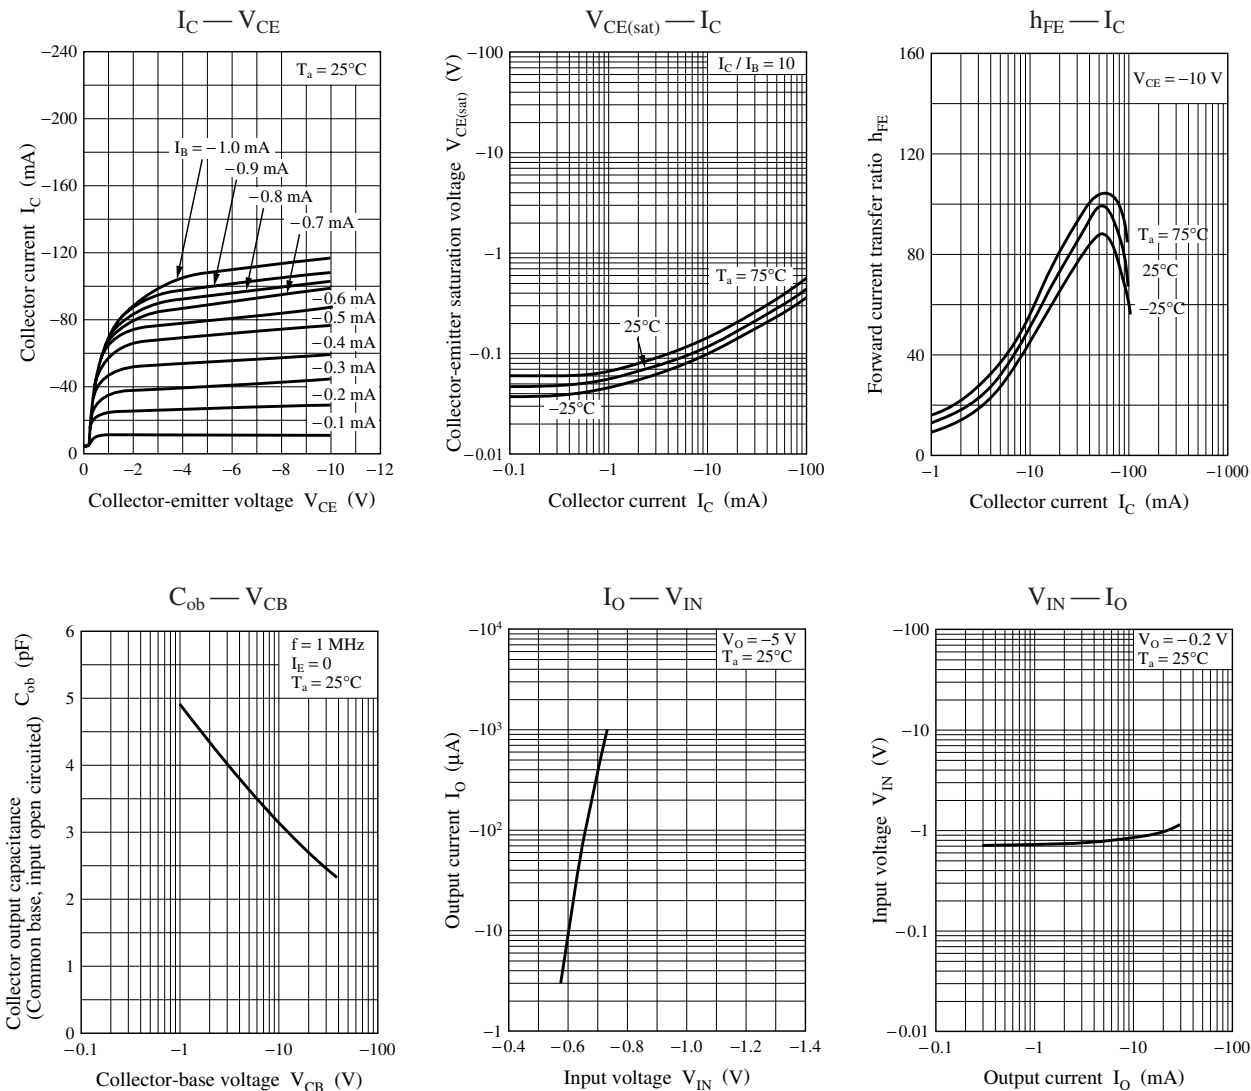 I_C — V_CE
T_a = 25°C
I_B = −1.0 mA
−0.9 mA
−0.8 mA
−0.7 mA
−0.6 mA
−0.5 mA
−0.4 mA
−0.3 mA
−0.2 mA
−0.1 mA
−240
−200
−160
−120
−80
−40
0
0 −2 −4 −6 −8 −10 −12
Collector current I_C (mA)
Collector-emitter voltage V_CE (V)
V_CE(sat) — I_C
I_C / I_B = 10
T_a = 75°C
25°C
−25°C
−100
−10
−1
−0.1
−0.01
−0.1 −1 −10 −100
Collector-emitter saturation voltage V_CE(sat) (V)
Collector current I_C (mA)
h_FE — I_C
V_CE = −10 V
T_a = 75°C
25°C
−25°C
160
120
80
40
0
−1 −10 −100 −1000
Forward current transfer ratio h_FE
Collector current I_C (mA)
C_ob — V_CB
f = 1 MHz
I_E = 0
T_a = 25°C
6
5
4
3
2
1
0
−0.1 −1 −10 −100
Collector output capacitance C_ob (pF)
(Common base, input open circuited)
Collector-base voltage V_CB (V)
I_O — V_IN
V_O = −5 V
T_a = 25°C
−10⁴
−10³
−10²
−10
−1
−0.4 −0.6 −0.8 −1.0 −1.2 −1.4
Output current I_O (µA)
Input voltage V_IN (V)
V_IN — I_O
V_O = −0.2 V
T_a = 25°C
−100
−10
−1
−0.1
−0.01
−0.1 −1 −10 −100
Input voltage V_IN (V)
Output current I_O (mA)